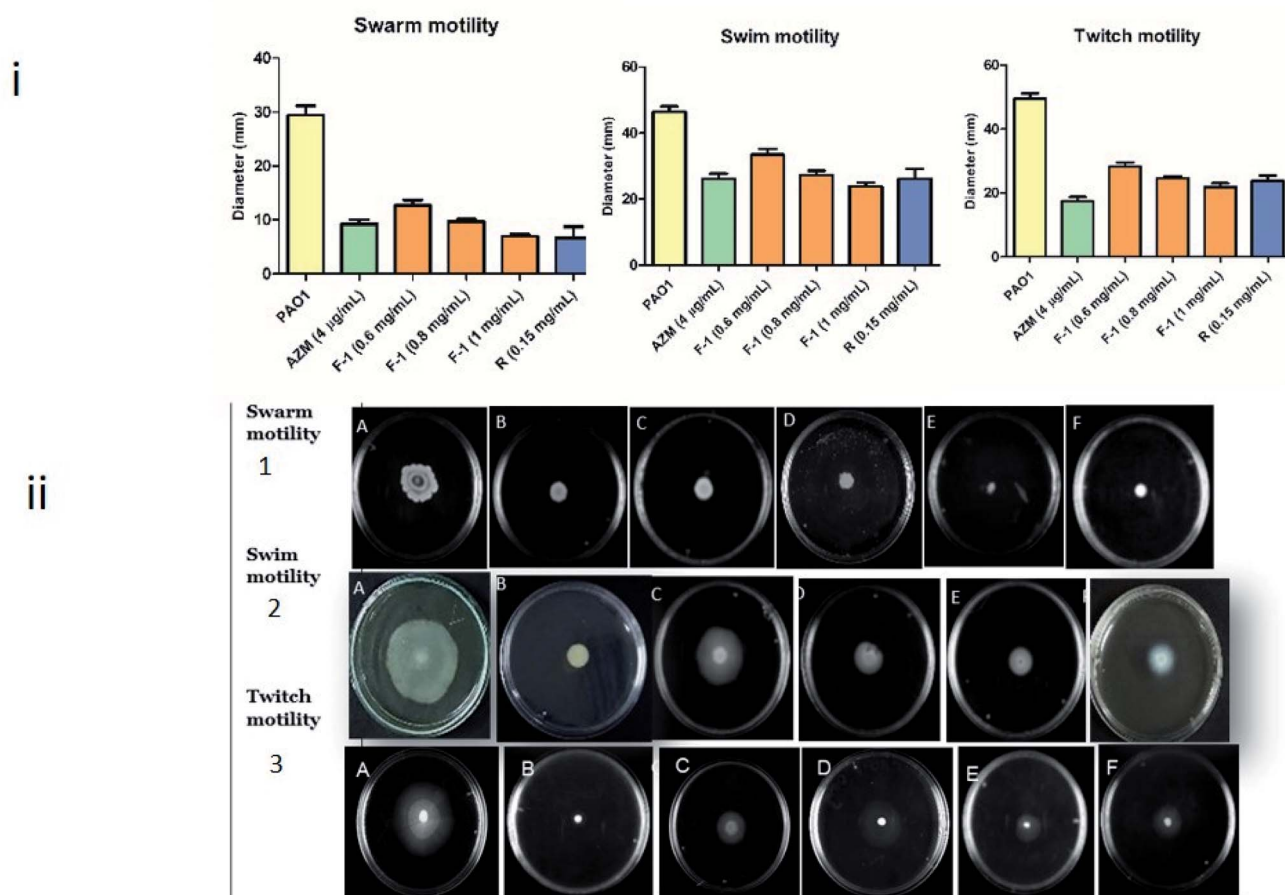 i
Swarm motility
Diameter (mm)
40
30
20
10
0
PAO1
AZM (4 µg/mL)
F-1 (0.6 mg/mL)
F-1 (0.8 mg/mL)
F-1 (1 mg/mL)
R (0.15 mg/mL)
Swim motility
Diameter (mm)
60
40
20
0
PAO1
AZM (4 µg/mL)
F-1 (0.6 mg/mL)
F-1 (0.8 mg/mL)
F-1 (1 mg/mL)
R (0.15 mg/mL)
Twitch motility
Diameter (mm)
60
40
20
0
PAO1
AZM (4 µg/mL)
F-1 (0.6 mg/mL)
F-1 (0.8 mg/mL)
F-1 (1 mg/mL)
R (0.15 mg/mL)
ii
Swarm
motility
1
A B C D E F
Swim
motility
2
A B C E
Twitch
motility
3
A B C D E F